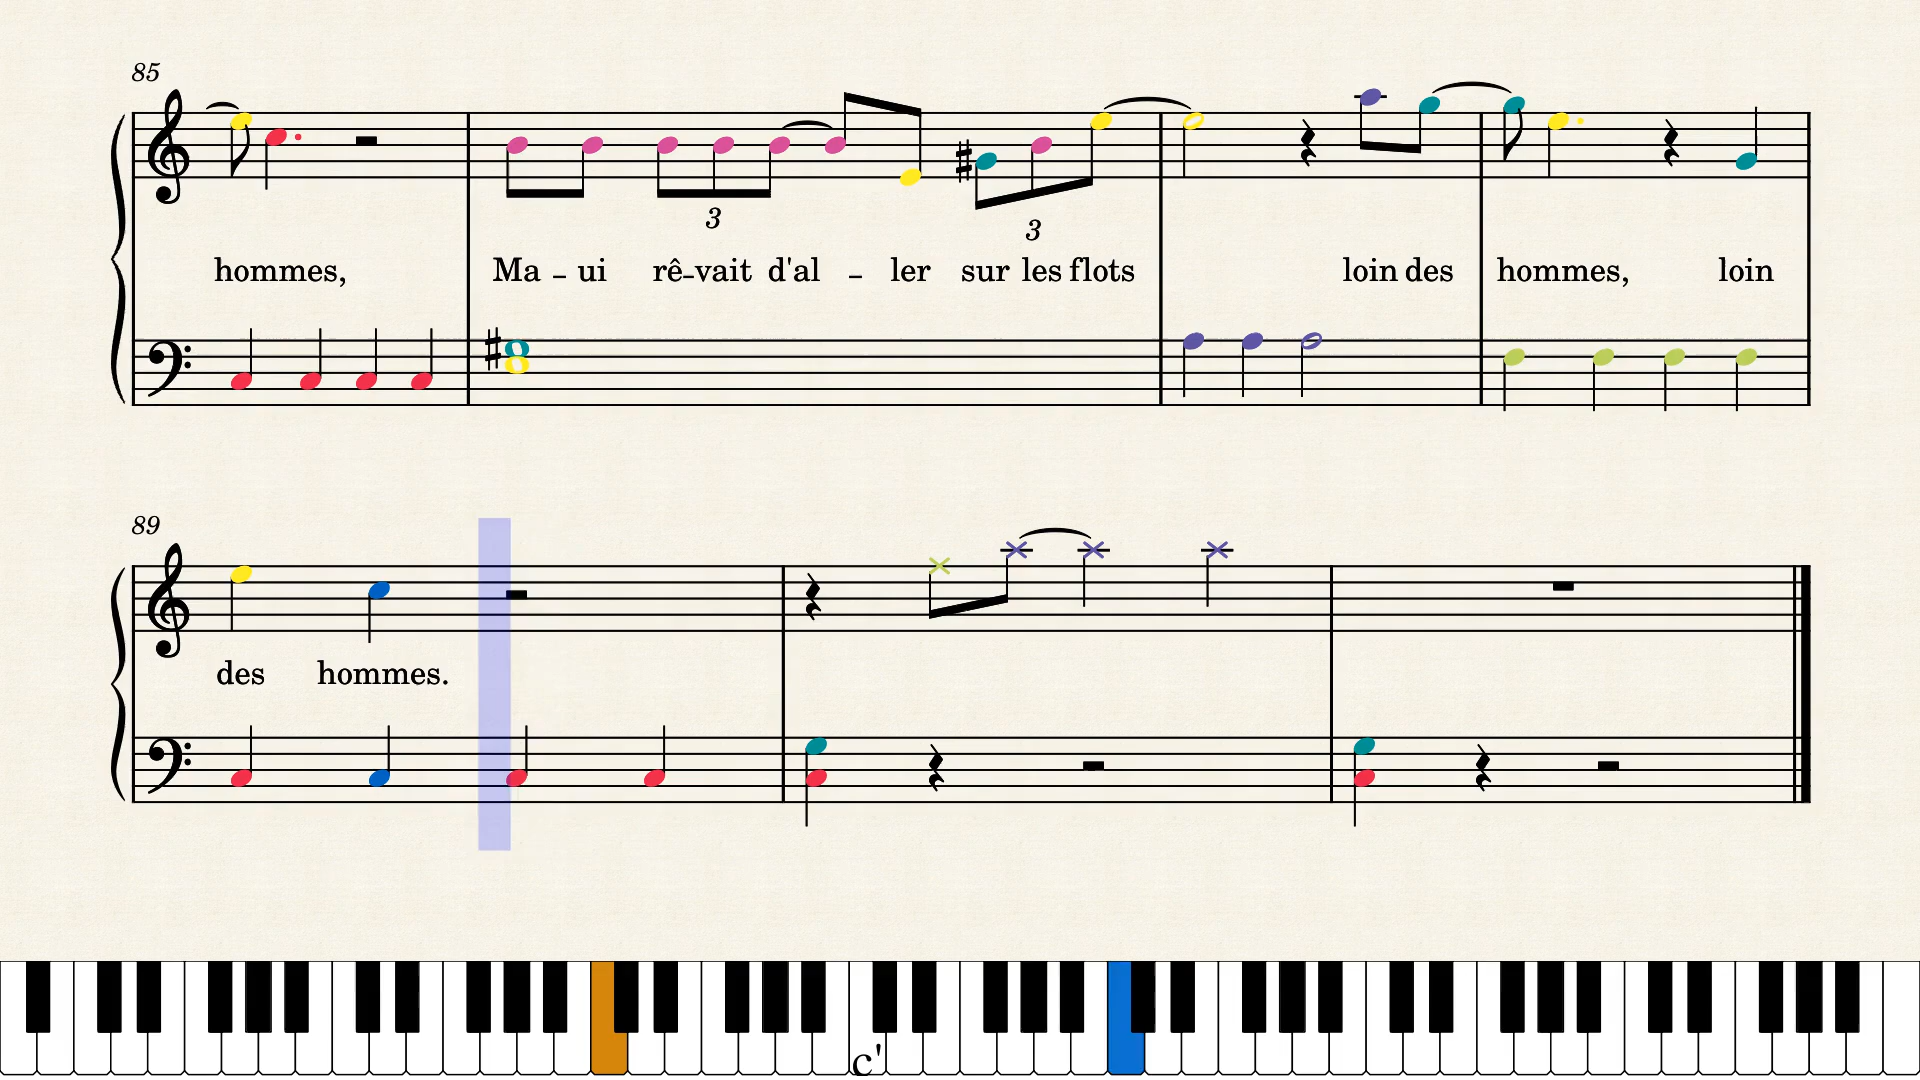 85
3 3
hommes, Ma – ui rê–vait d'al – ler sur les flots loin des hommes, loin
89
des hommes.
c'